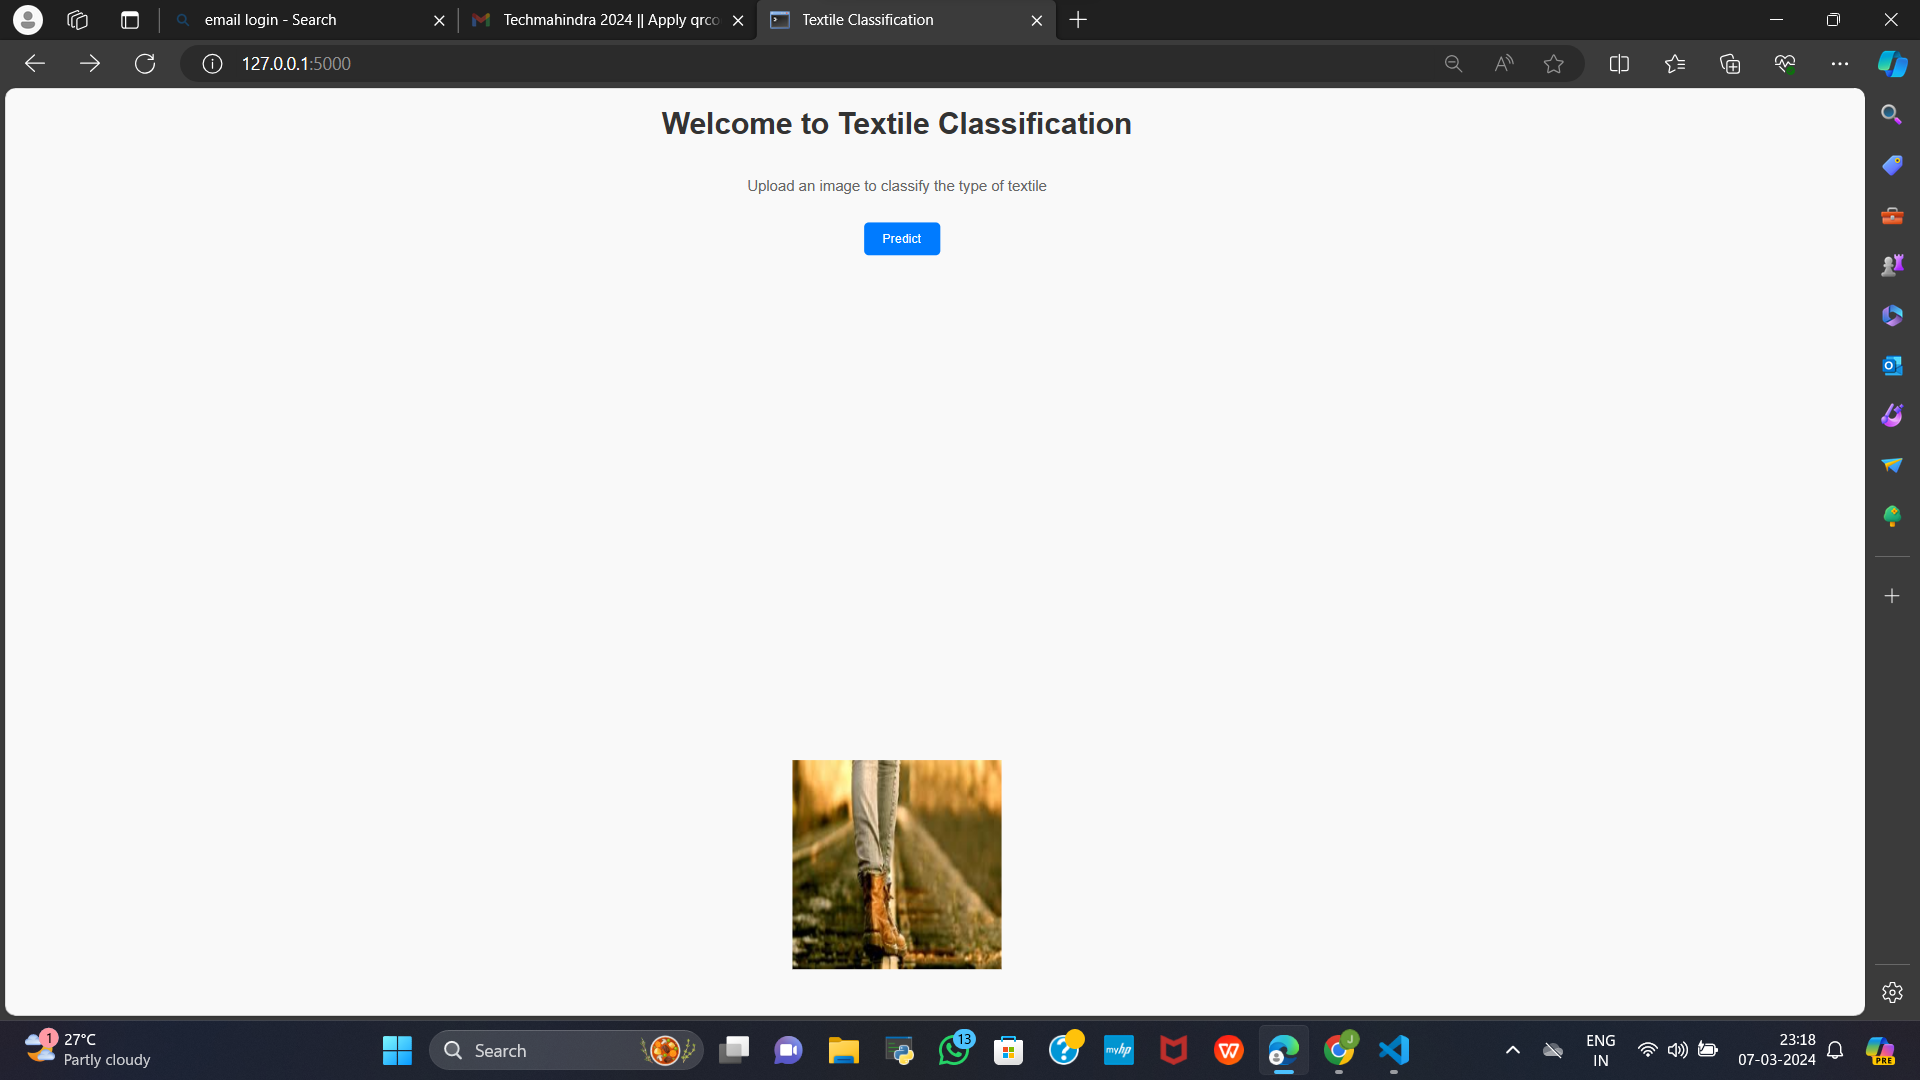 email login - Search
Techmahindra 2024 || Apply qrco
Textile Classification
127.0.0.1:5000
Welcome to Textile Classification
Upload an image to classify the type of textile
Predict
1
27°C
Partly cloudy
Search
13
myhp
W
J
ENG
IN
23:18
07-03-2024
PRE